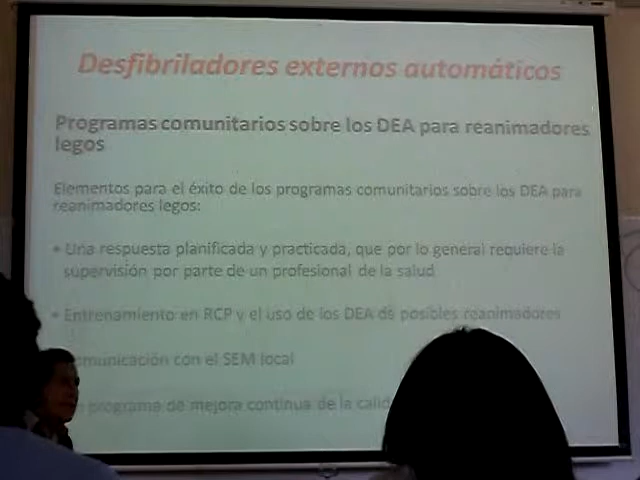 Desfibriladores externos automáticos
Programas comunitarios sobre los DEA para reanimadores
legos
Elementos para el éxito de los programas comunitarios sobre los DEA para
reanimadores legos:
• Una respuesta planificada y practicada, que por lo general requiere la
supervisión por parte de un profesional de la salud
• Entrenamiento en RCP y el uso de los DEA de posibles reanimadores
municación con el SEM local
programa de mejora continua de la calid